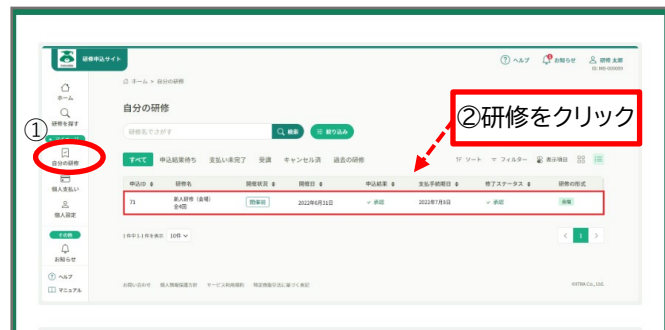 研修申込サイト
ヘルプ
お知らせ
研修 太郎
ホーム
研修を探す
①
自分の研修
個人支払い
個人設定
その他
お知らせ
ヘルプ
マニュアル
ホーム > 自分の研修
自分の研修
研修名でさがす
検索
絞り込み
②研修をクリック
すべて 申込結果待ち 支払い未完了 受講 キャンセル済 過去の研修
ソート フィルター 表示項目
申込ID 研修名 開催状況 開催日 申込結果 支払手続期日 修了ステータス 研修の形式
71 新人研修（会場） 開催前 2022年8月31日 承認 2022年7月8日 承認 会場
全4回
1件中1-1件を表示 10件
< 1 >
お問い合わせ 個人情報保護方針 サービス利用規約 特定商取引法に基づく表記